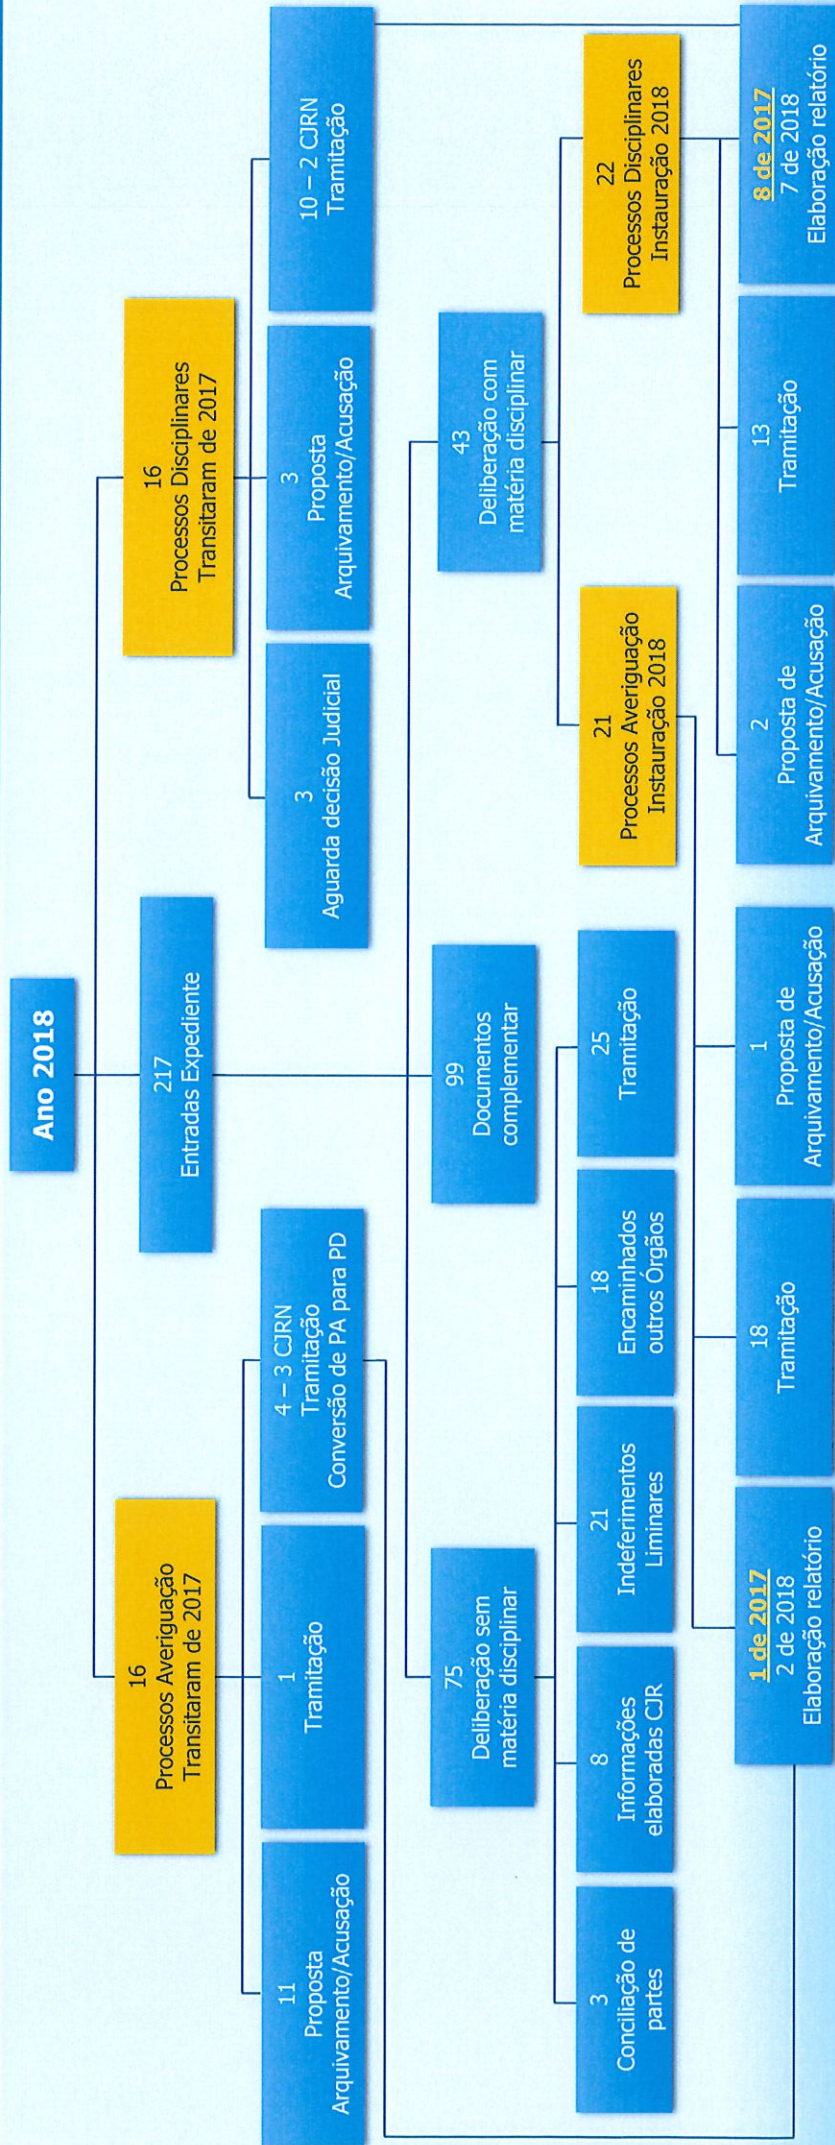 Ano 2018
16
Processos Averiguação
Transitaram de 2017
217
Entradas Expediente
16
Processos Disciplinares
Transitaram de 2017
11
Proposta
Arquivamento/Acusação
1
Tramitação
4 – 3 CJRN
Tramitação
Conversão de PA para PD
3
Aguarda decisão Judicial
3
Proposta
Arquivamento/Acusação
10 – 2 CJRN
Tramitação
75
Deliberação sem
matéria disciplinar
99
Documentos
complementar
43
Deliberação com
matéria disciplinar
3
Conciliação de
partes
8
Informações
elaboradas CJR
21
Indeferimentos
Liminares
18
Encaminhados
outros Órgãos
25
Tramitação
21
Processos Averiguação
Instauração 2018
22
Processos Disciplinares
Instauração 2018
1 de 2017
2 de 2018
Elaboração relatório
18
Tramitação
1
Proposta de
Arquivamento/Acusação
2
Proposta de
Arquivamento/Acusação
13
Tramitação
8 de 2017
7 de 2018
Elaboração relatório